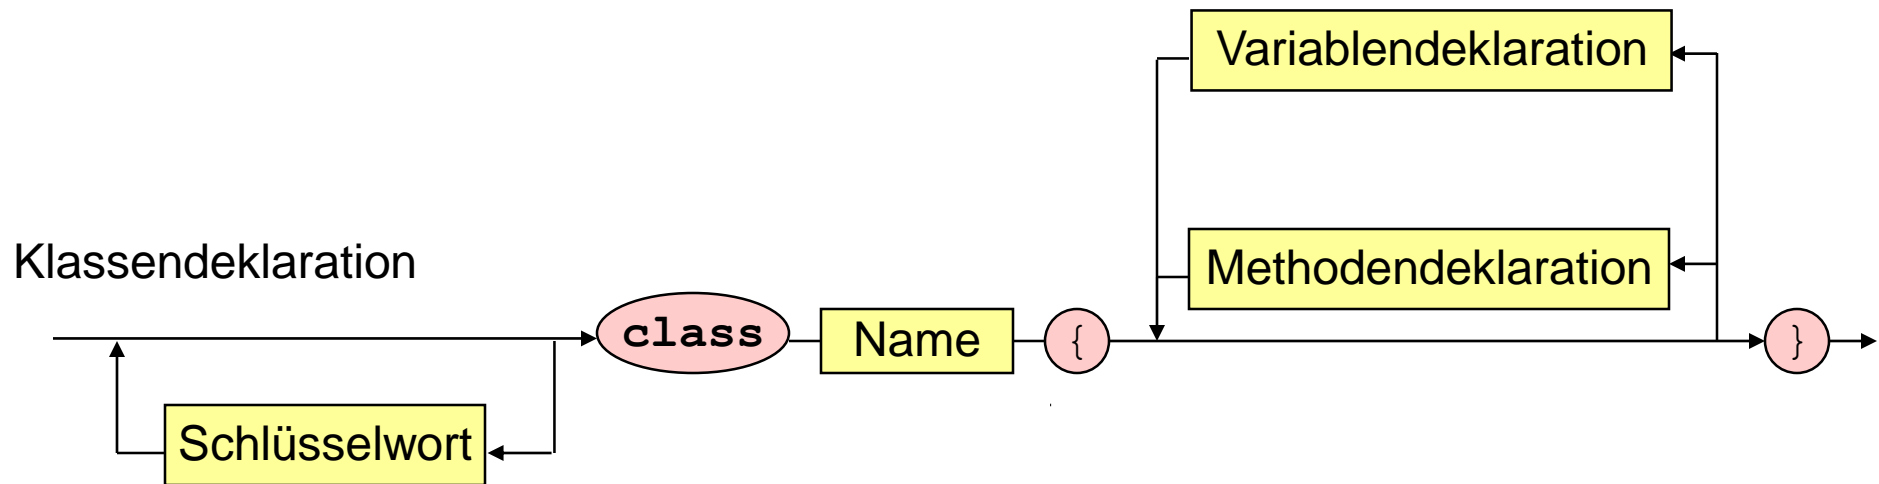 Variablendeklaration
Methodendeklaration
Klassendeklaration
class
Name
{
}
Schlüsselwort